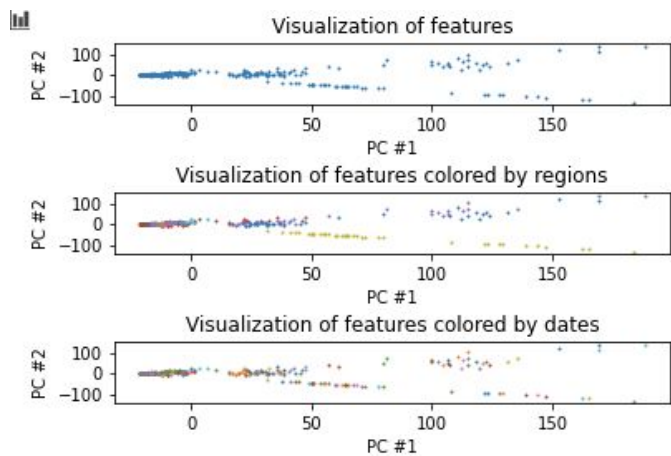 Visualization of features
PC #2
100
0
−100
0
50
100
150
PC #1
Visualization of features colored by regions
PC #2
100
0
−100
0
50
100
150
PC #1
Visualization of features colored by dates
PC #2
100
0
−100
0
50
100
150
PC #1